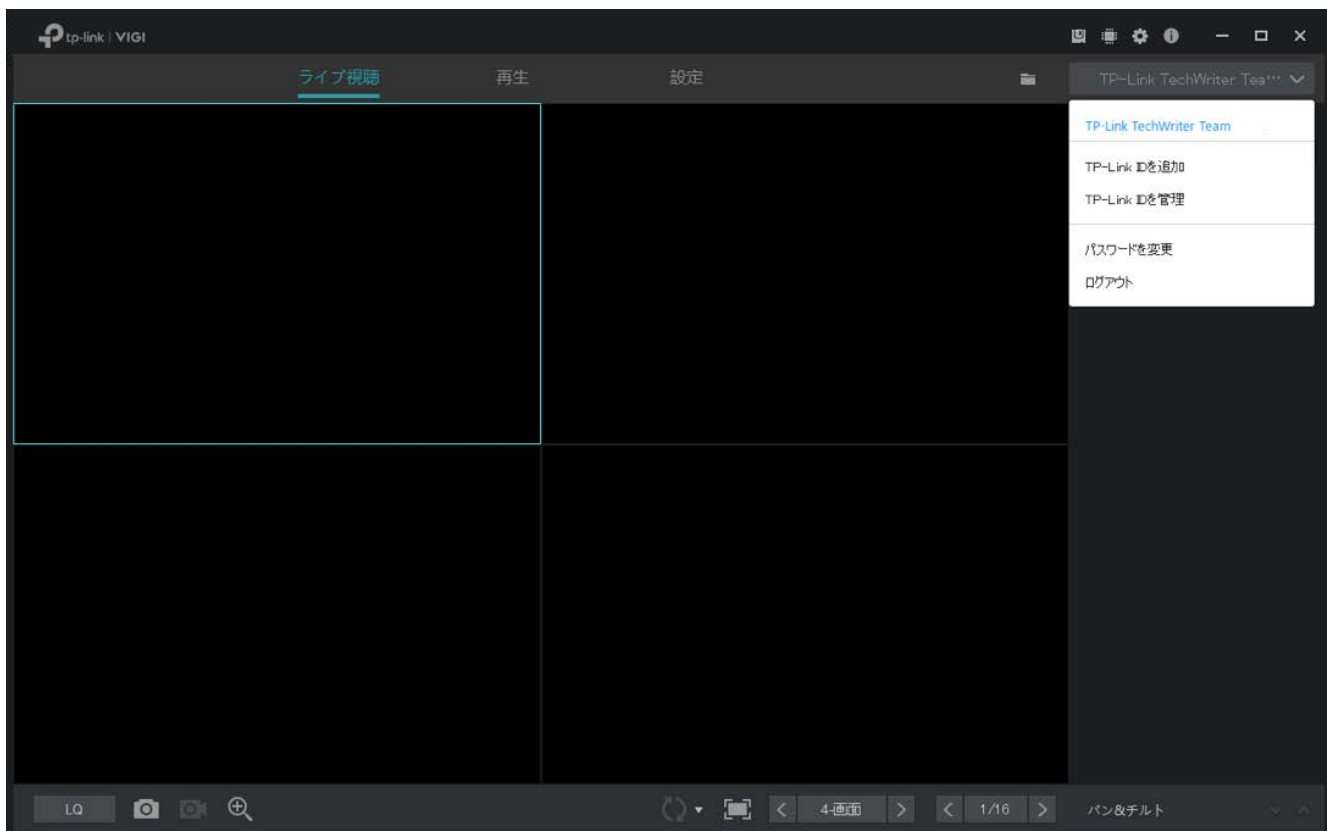 tp-link | VIGI
ライブ視聴 再生 設定 TP-Link TechWriter Tea…
TP-Link TechWriter Team
TP-Link IDを追加
TP-Link IDを管理
パスワードを変更
ログアウト
LQ 4-画面 1/16 パン&チルト